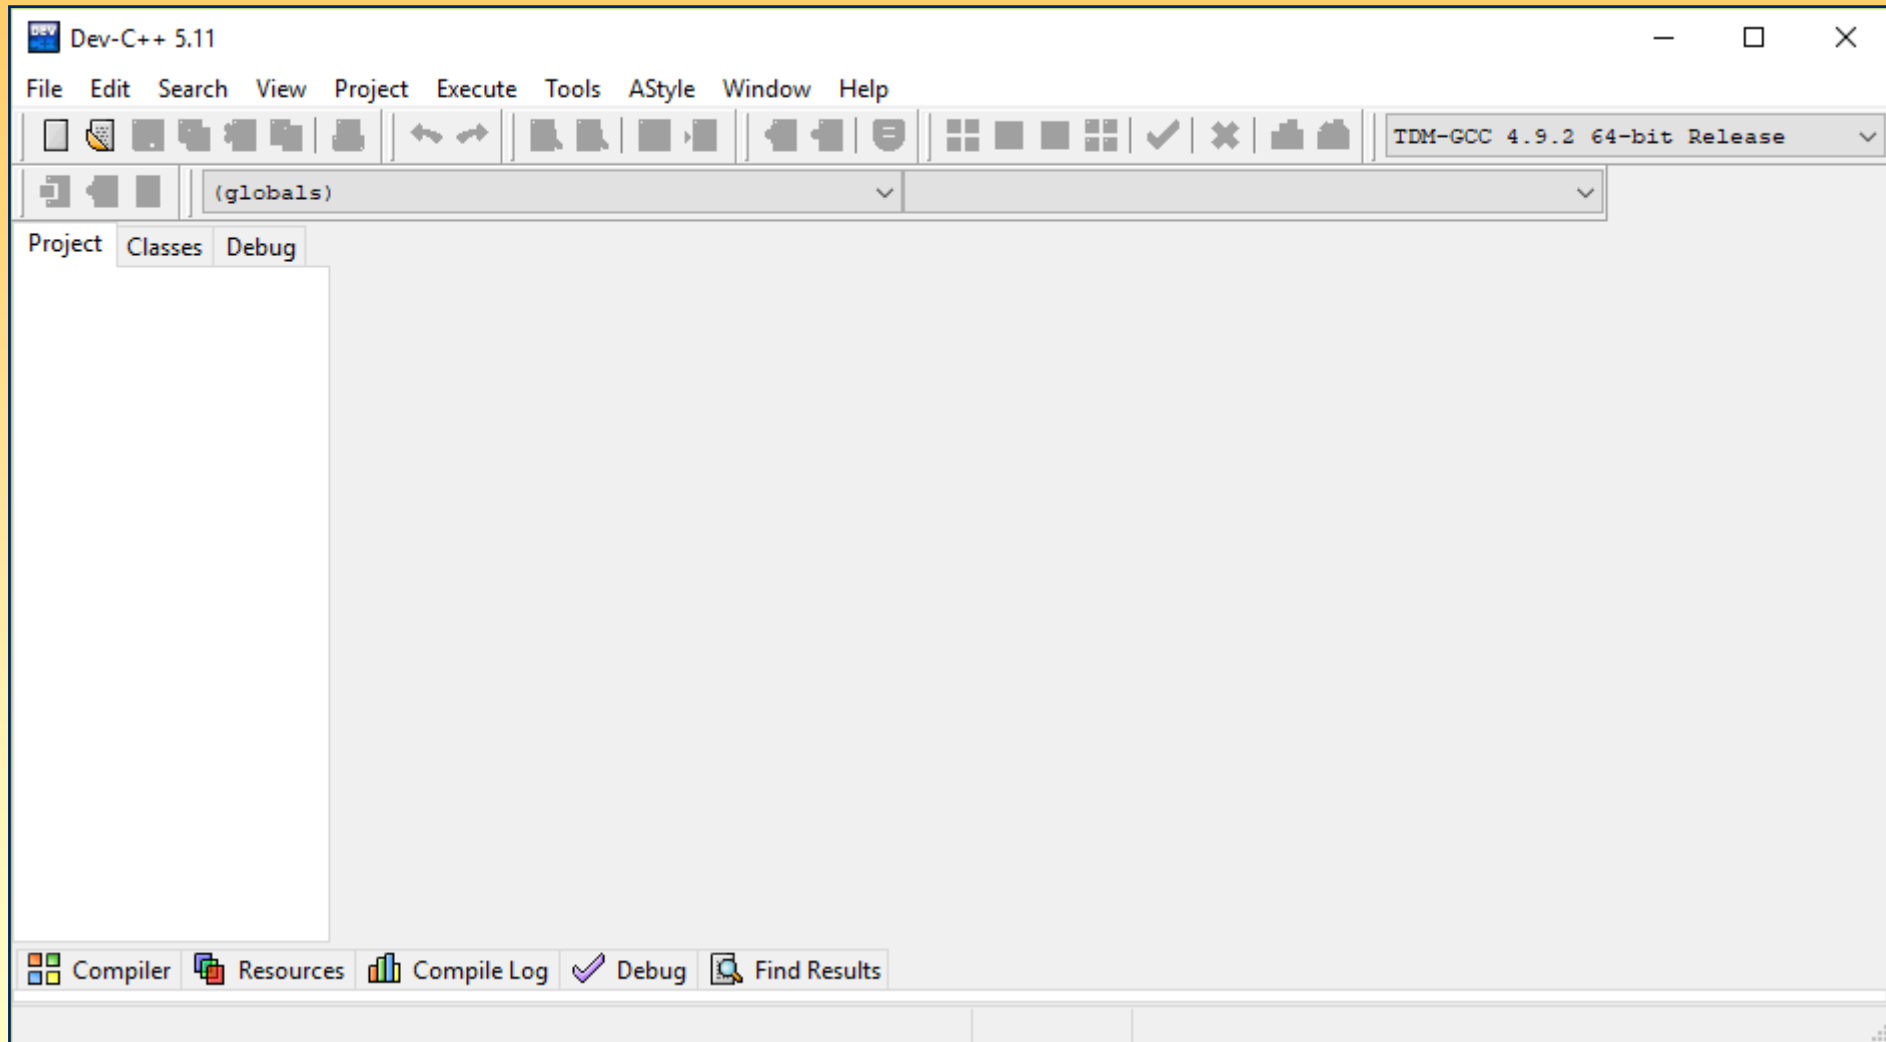 DEV
Dev-C++ 5.11
File Edit Search View Project Execute Tools AStyle Window Help
TDM-GCC 4.9.2 64-bit Release
(globals)
Project Classes Debug
Compiler Resources Compile Log Debug Find Results